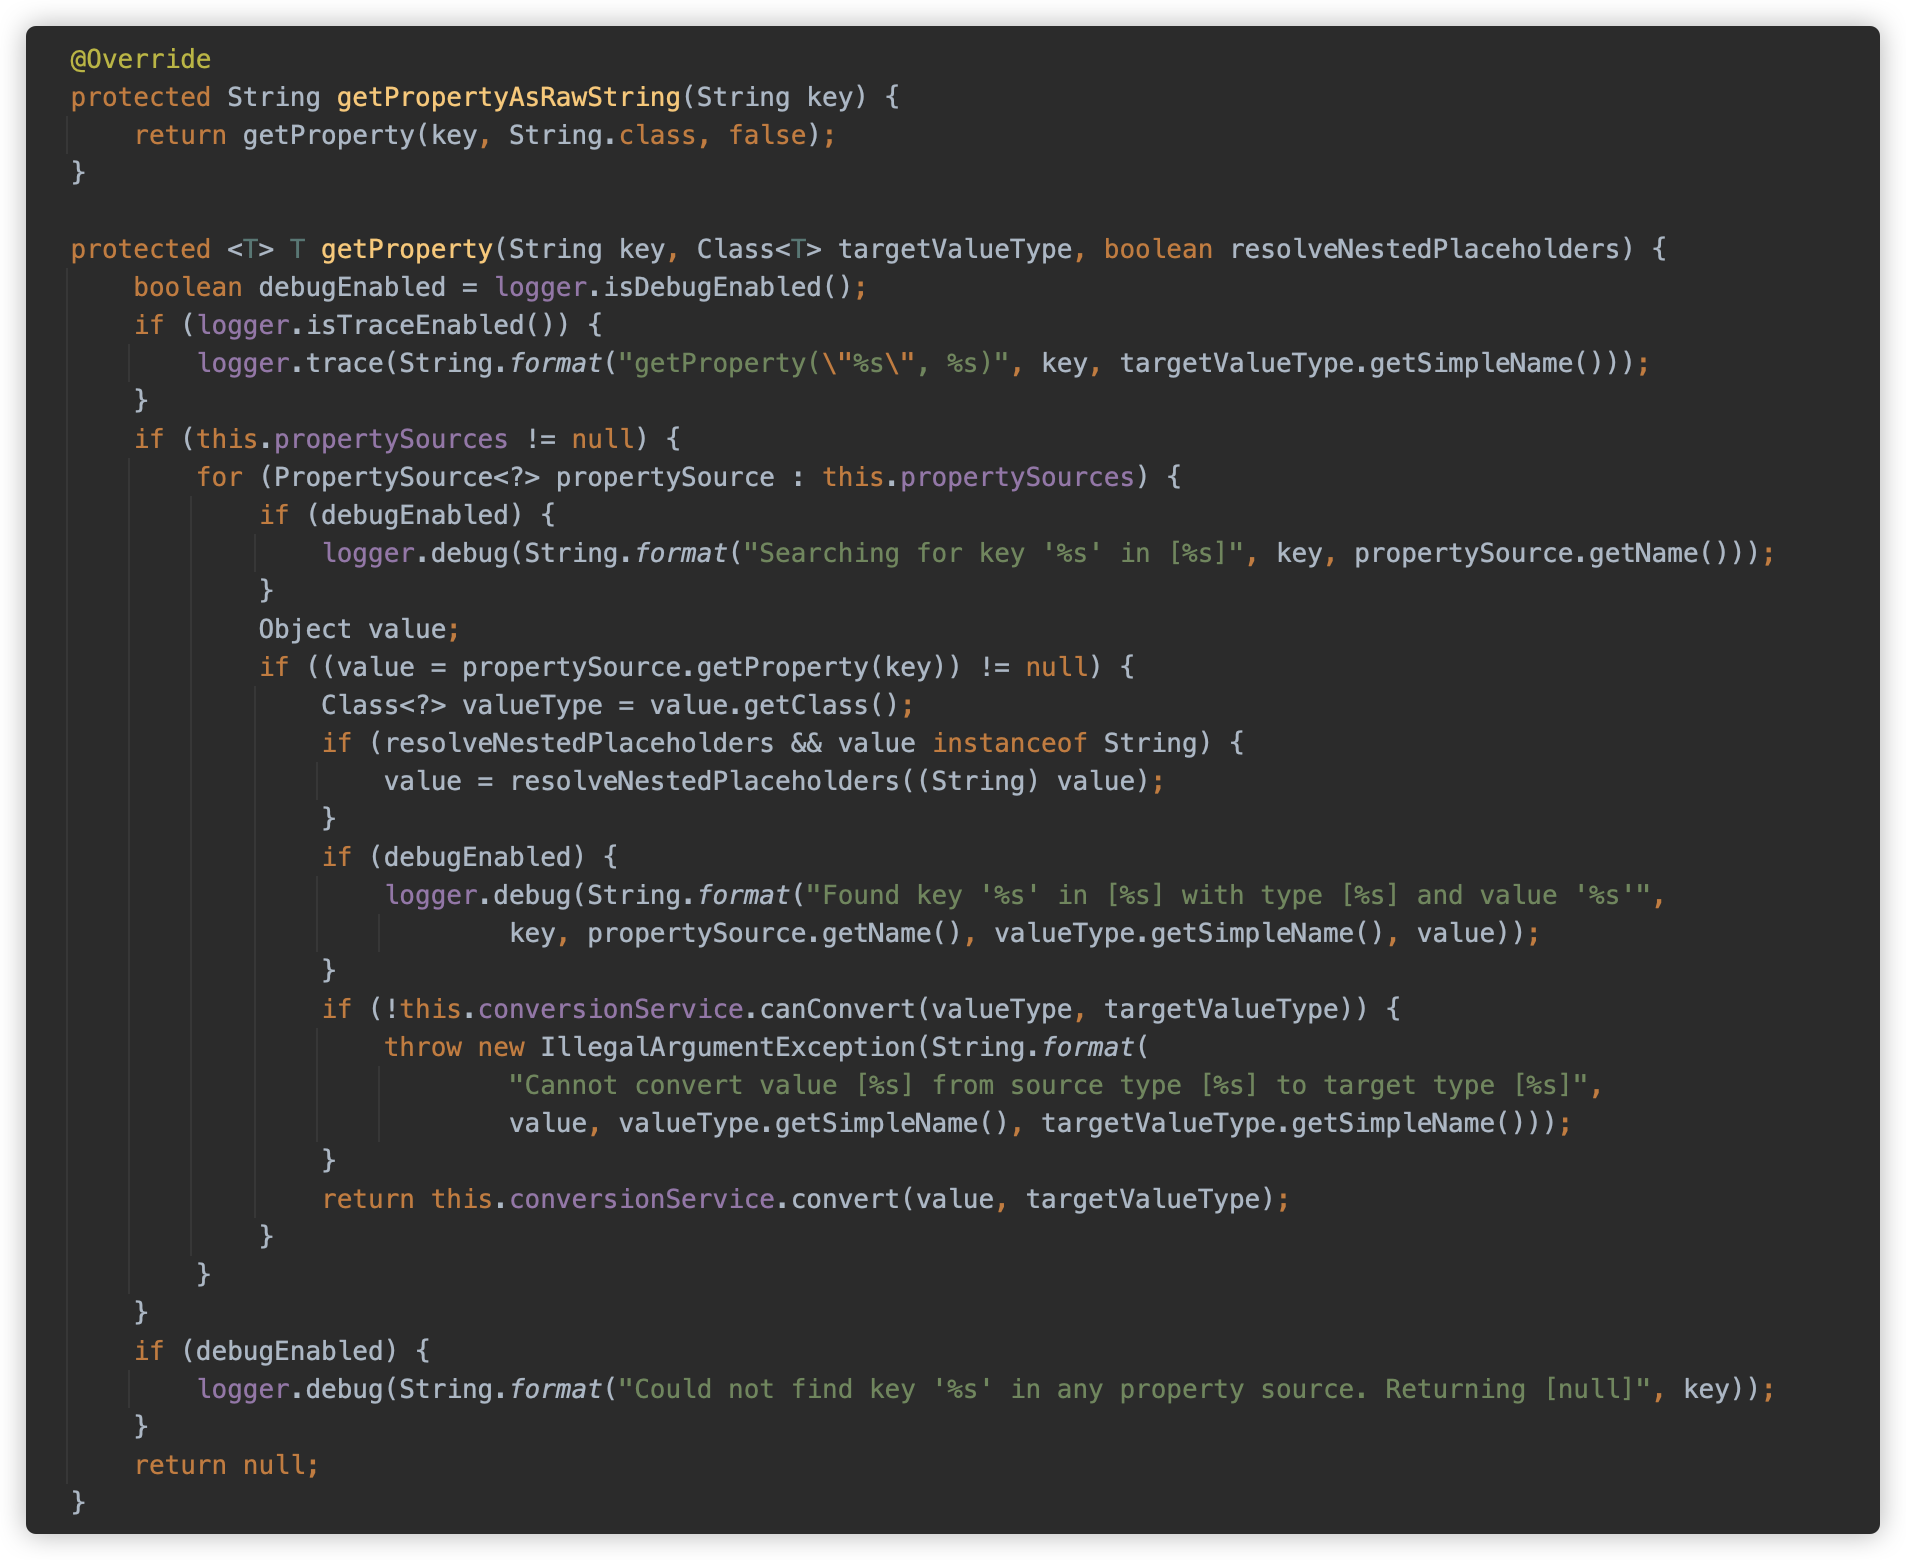 @Override
protected String getPropertyAsRawString(String key) {
    return getProperty(key, String.class, false);
}

protected <T> T getProperty(String key, Class<T> targetValueType, boolean resolveNestedPlaceholders) {
    boolean debugEnabled = logger.isDebugEnabled();
    if (logger.isTraceEnabled()) {
        logger.trace(String.format("getProperty(\"%s\", %s)", key, targetValueType.getSimpleName()));
    }
    if (this.propertySources != null) {
        for (PropertySource<?> propertySource : this.propertySources) {
            if (debugEnabled) {
                logger.debug(String.format("Searching for key '%s' in [%s]", key, propertySource.getName()));
            }
            Object value;
            if ((value = propertySource.getProperty(key)) != null) {
                Class<?> valueType = value.getClass();
                if (resolveNestedPlaceholders && value instanceof String) {
                    value = resolveNestedPlaceholders((String) value);
                }
                if (debugEnabled) {
                    logger.debug(String.format("Found key '%s' in [%s] with type [%s] and value '%s'",
                            key, propertySource.getName(), valueType.getSimpleName(), value));
                }
                if (!this.conversionService.canConvert(valueType, targetValueType)) {
                    throw new IllegalArgumentException(String.format(
                            "Cannot convert value [%s] from source type [%s] to target type [%s]",
                            value, valueType.getSimpleName(), targetValueType.getSimpleName()));
                }
                return this.conversionService.convert(value, targetValueType);
            }
        }
    }
    if (debugEnabled) {
        logger.debug(String.format("Could not find key '%s' in any property source. Returning [null]", key));
    }
    return null;
}